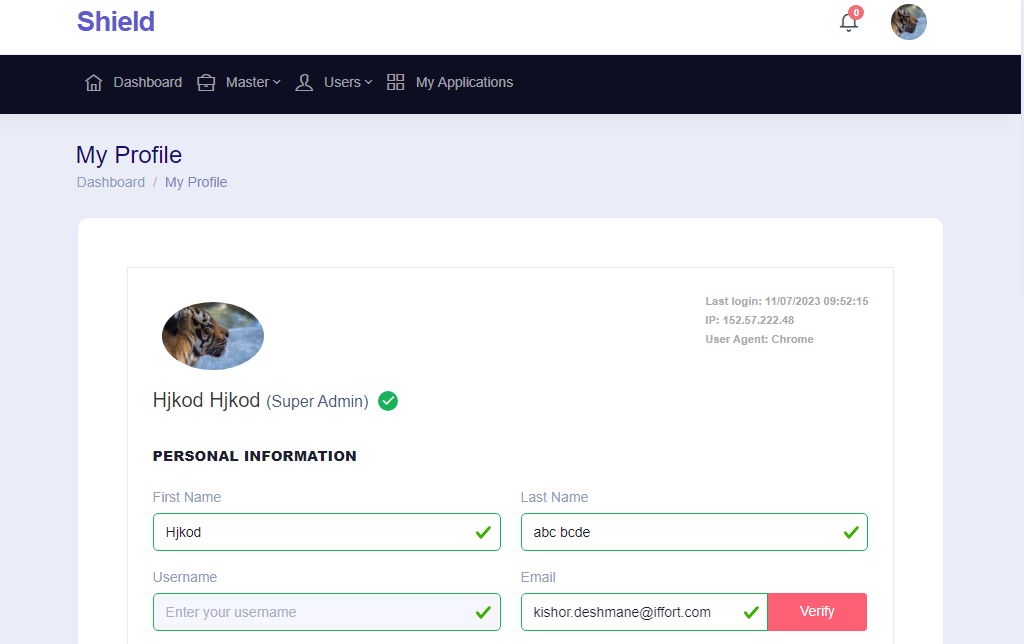 Shield
0
Dashboard Master Users My Applications
My Profile
Dashboard / My Profile
Last login: 11/07/2023 09:52:15
IP: 152.57.222.48
User Agent: Chrome
Hjkod Hjkod (Super Admin)
PERSONAL INFORMATION
First Name Last Name
Hjkod abc bcde
Username Email
Enter your username kishor.deshmane@iffort.com Verify